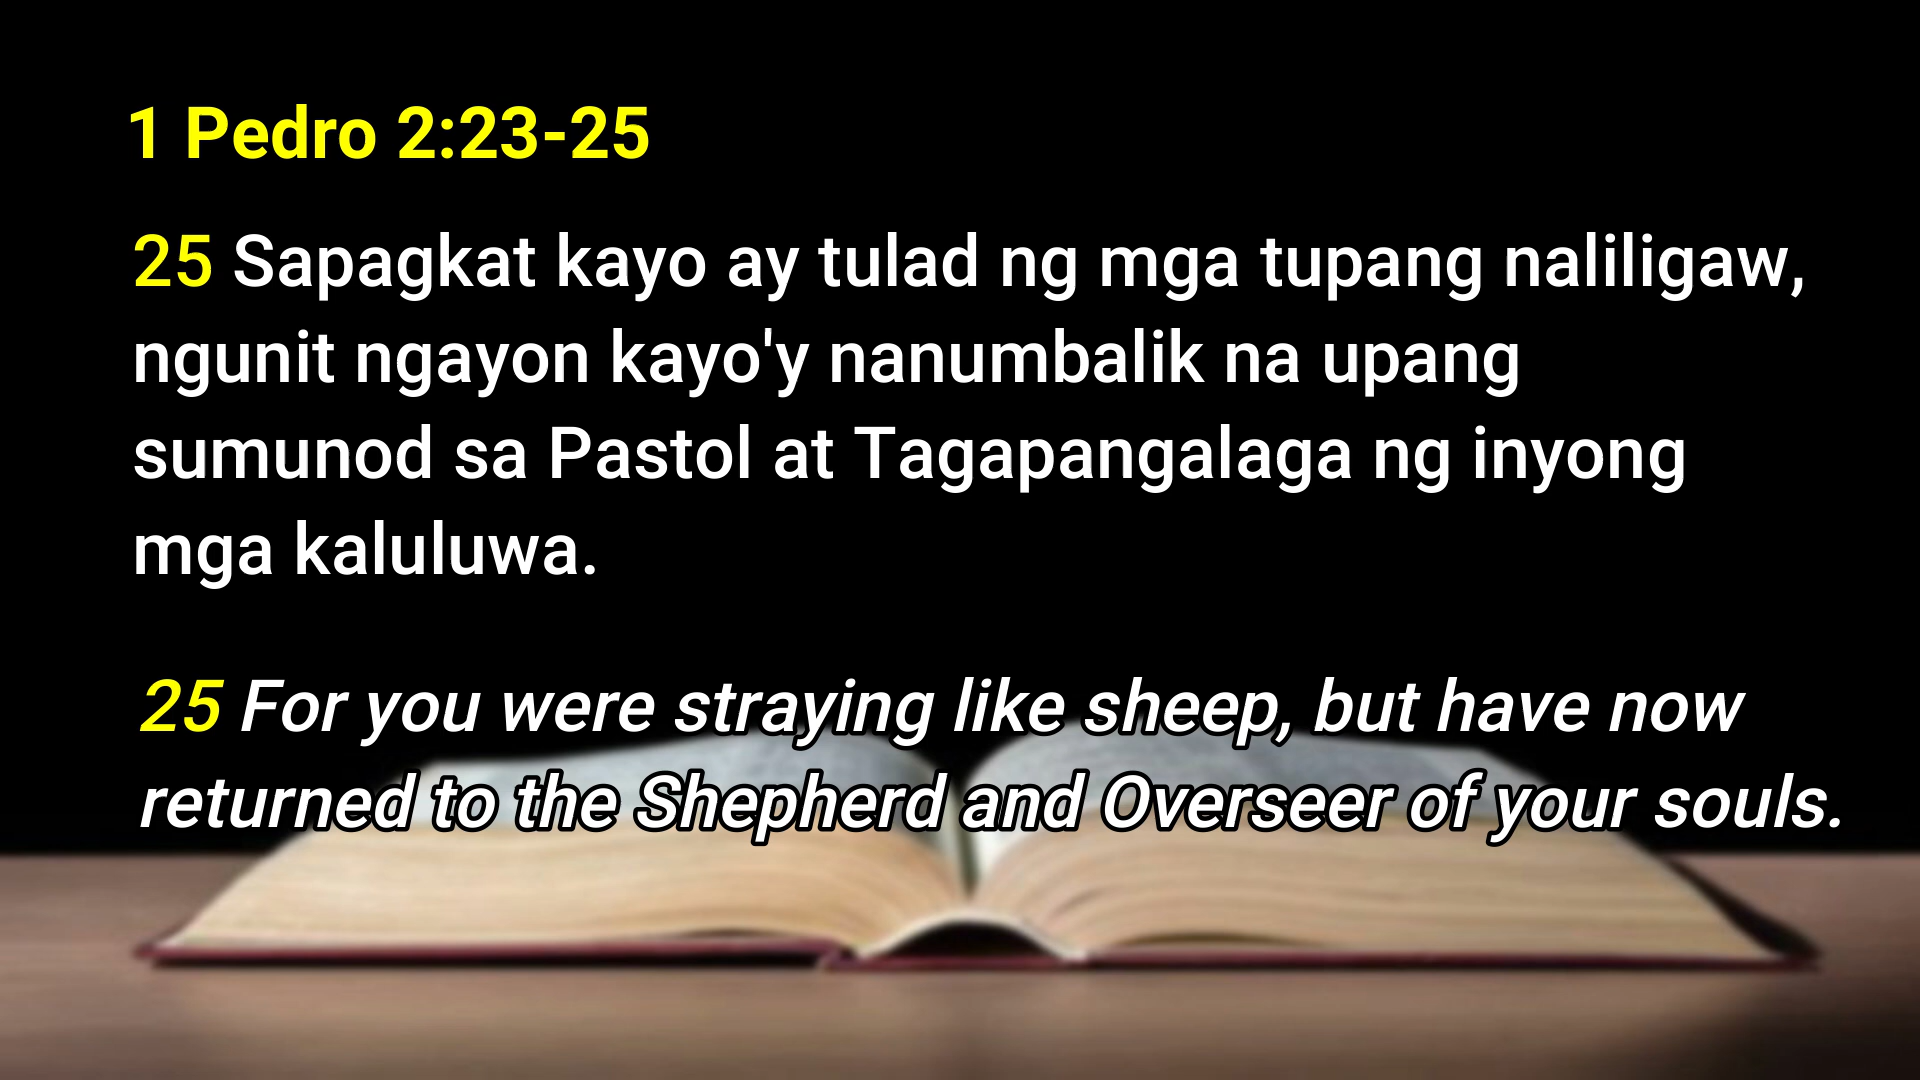 1 Pedro 2:23-25
25 Sapagkat kayo ay tulad ng mga tupang naliligaw,
ngunit ngayon kayo'y nanumbalik na upang
sumunod sa Pastol at Tagapangalaga ng inyong
mga kaluluwa.
25 For you were straying like sheep, but have now
returned to the Shepherd and Overseer of your souls.